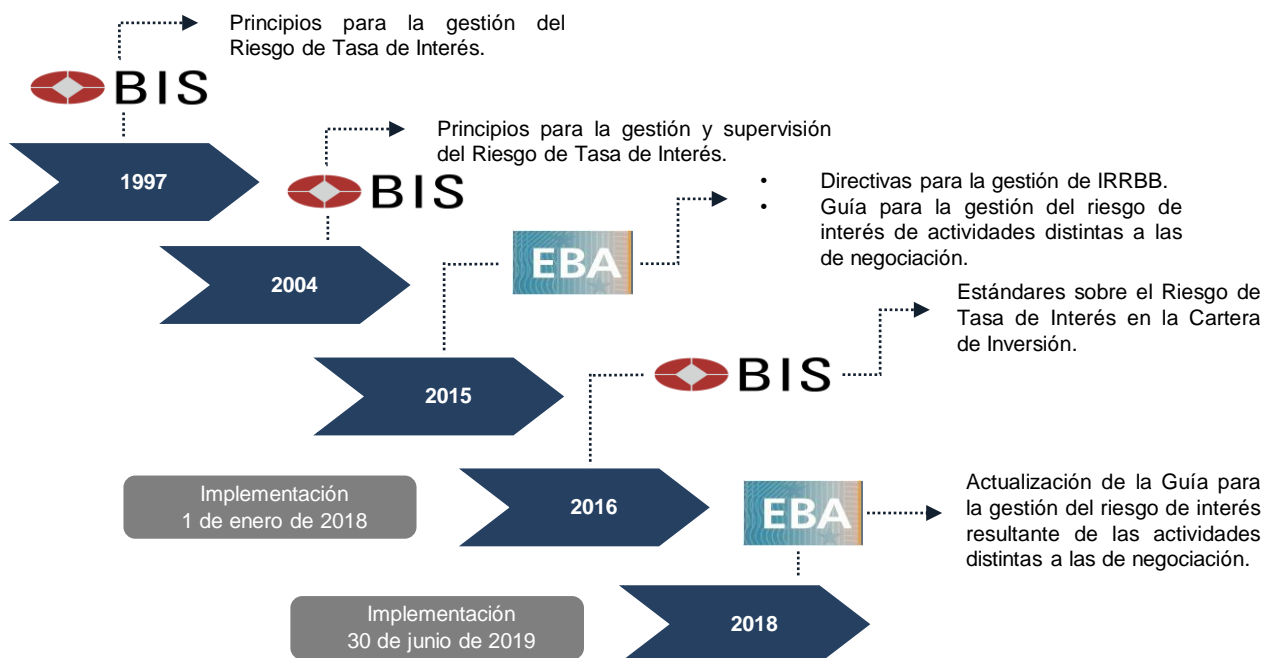 Principios para la gestión del
Riesgo de Tasa de Interés.
BIS
1997
Principios para la gestión y supervisión
del Riesgo de Tasa de Interés.
BIS
2004
• Directivas para la gestión de IRRBB.
• Guía para la gestión del riesgo de
interés de actividades distintas a las
de negociación.
EBA
2015
Estándares sobre el Riesgo de
Tasa de Interés en la Cartera
de Inversión.
BIS
Implementación
1 de enero de 2018
2016
Actualización de la Guía para
la gestión del riesgo de interés
resultante de las actividades
distintas a las de negociación.
EBA
Implementación
30 de junio de 2019
2018